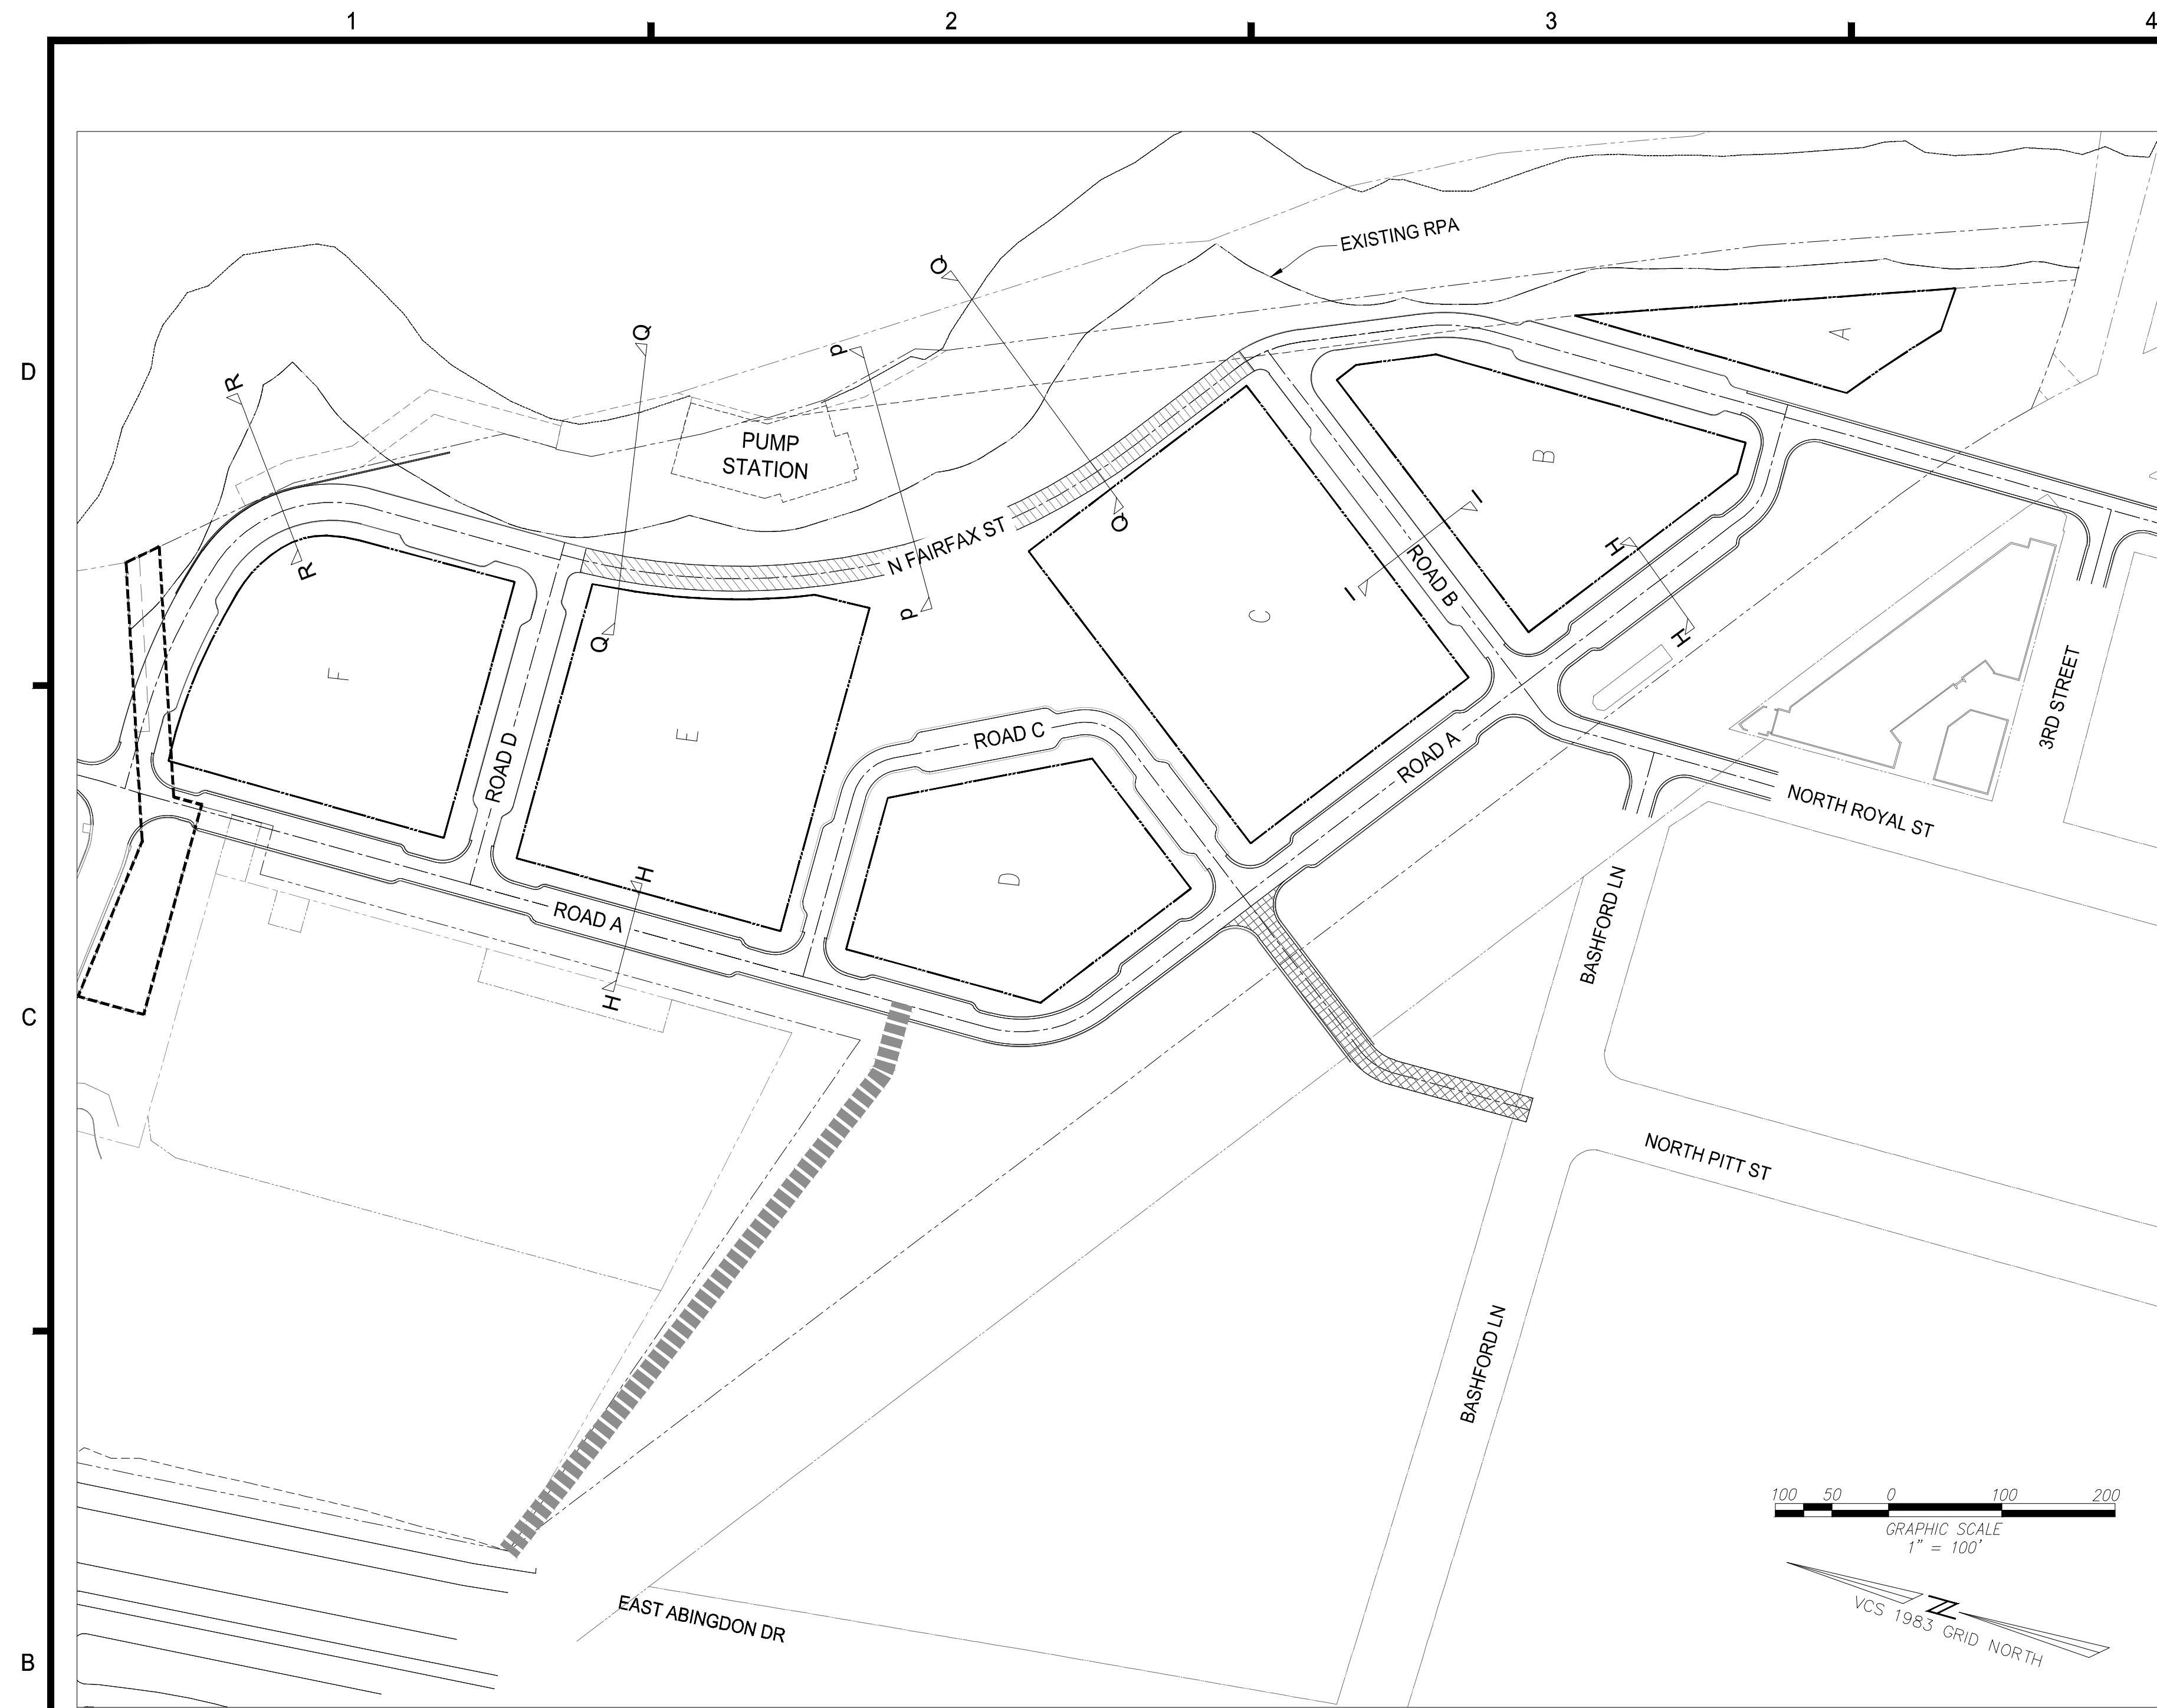 1
2
3
4
D
C
B
EXISTING RPA
Q
Q
P
R
PUMP
STATION
A
B
I
Q
N FAIRFAX ST
R
H
ROAD B
I
P
C
Q
H
F
E
3RD STREET
ROAD C
ROAD D
ROAD A
NORTH ROYAL ST
H
D
ROAD A
BASHFORD LN
H
NORTH PITT ST
BASHFORD LN
100 50 0 100 200
GRAPHIC SCALE
1" = 100'
N
VCS 1983 GRID NORTH
EAST ABINGDON DR